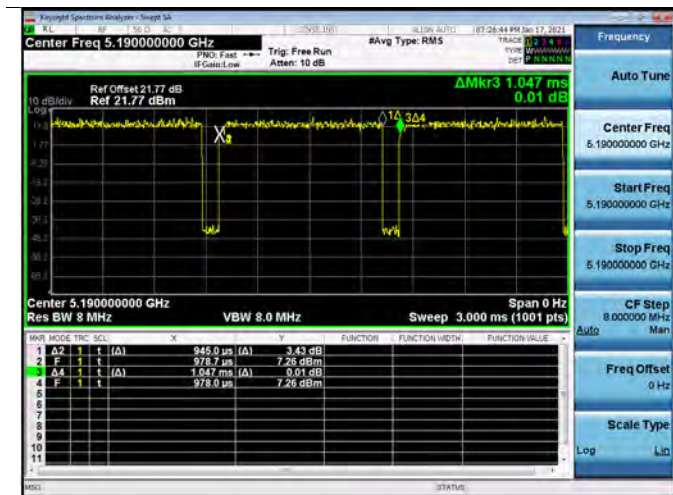 Keysight Spectrum Analyzer - Swept SA
RL RF 50 Ω AC SENSE:INT ALIGN AUTO 07:26:44 PM Jan 17, 2021
Center Freq 5.190000000 GHz #Avg Type: RMS TRACE 1 2 3 4 5 6
PNO: Fast Trig: Free Run TYPE
IFGain:Low Atten: 10 dB DET P N N N N N
ΔMkr3 1.047 ms
0.01 dB
Ref Offset 21.77 dB
10 dB/div Ref 21.77 dBm
Log
1Δ2 3Δ4
Center 5.190000000 GHz Span 0 Hz
Res BW 8 MHz VBW 8.0 MHz Sweep 3.000 ms (1001 pts)
MKR MODE TRC SCL X Y FUNCTION FUNCTION WIDTH FUNCTION VALUE
1 Δ2 1 t (Δ) 945.0 µs (Δ) 3.43 dB
2 F 1 t 978.7 µs 7.26 dBm
3 Δ4 1 t (Δ) 1.047 ms (Δ) 0.01 dB
4 F 1 t 978.0 µs 7.26 dBm
5
6
7
8
9
10
11
MSG STATUS
Frequency
Auto Tune
Center Freq
5.190000000 GHz
Start Freq
5.190000000 GHz
Stop Freq
5.190000000 GHz
CF Step
8.000000 MHz
Auto Man
Freq Offset
0 Hz
Scale Type
Log Lin